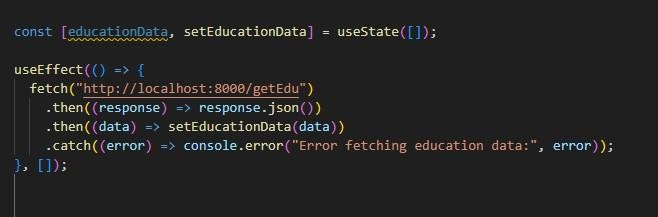 const [educationData, setEducationData] = useState([]);
useEffect(() => {
fetch("http://localhost:8000/getEdu")
.then((response) => response.json())
.then((data) => setEducationData(data))
.catch((error) => console.error("Error fetching education data:", error));
}, []);